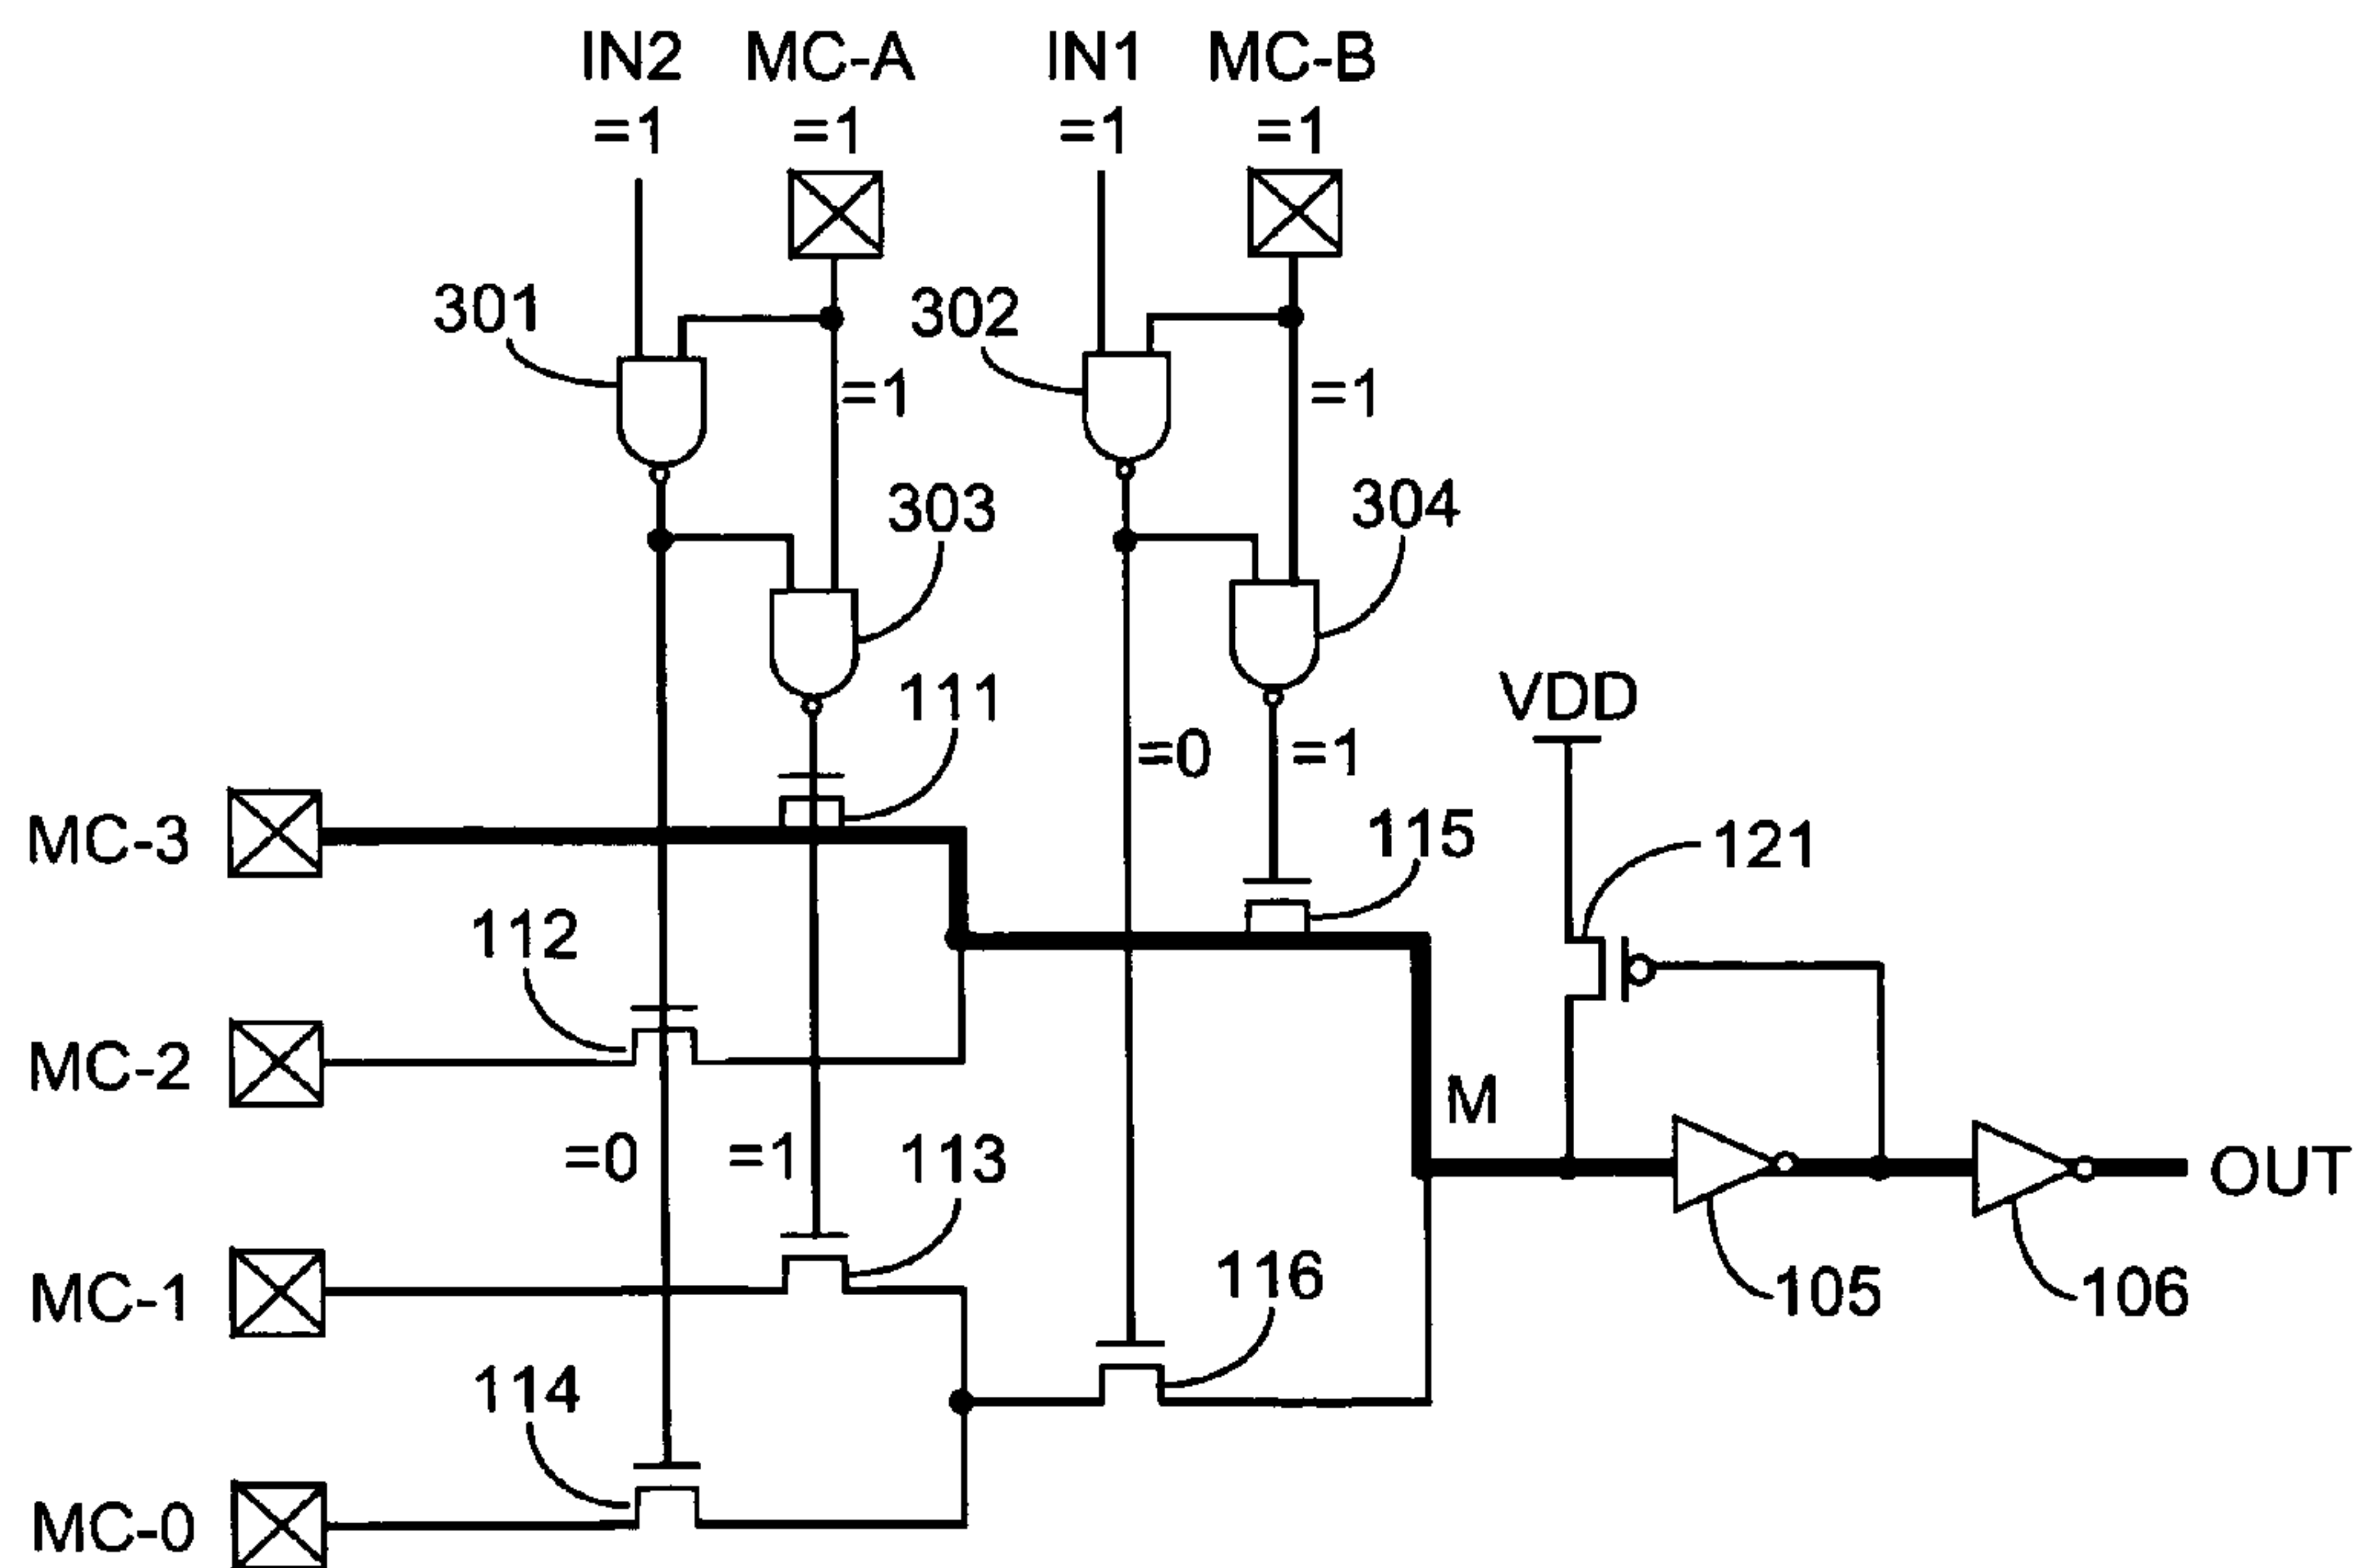 IN2 MC-A IN1 MC-B
=1 =1 =1 =1
301 302
=1 =1
303 304
111 VDD
=0 =1
MC-3 115 121
112
MC-2 M
=0 =1 113 OUT
MC-1 116 105 106
114
MC-0